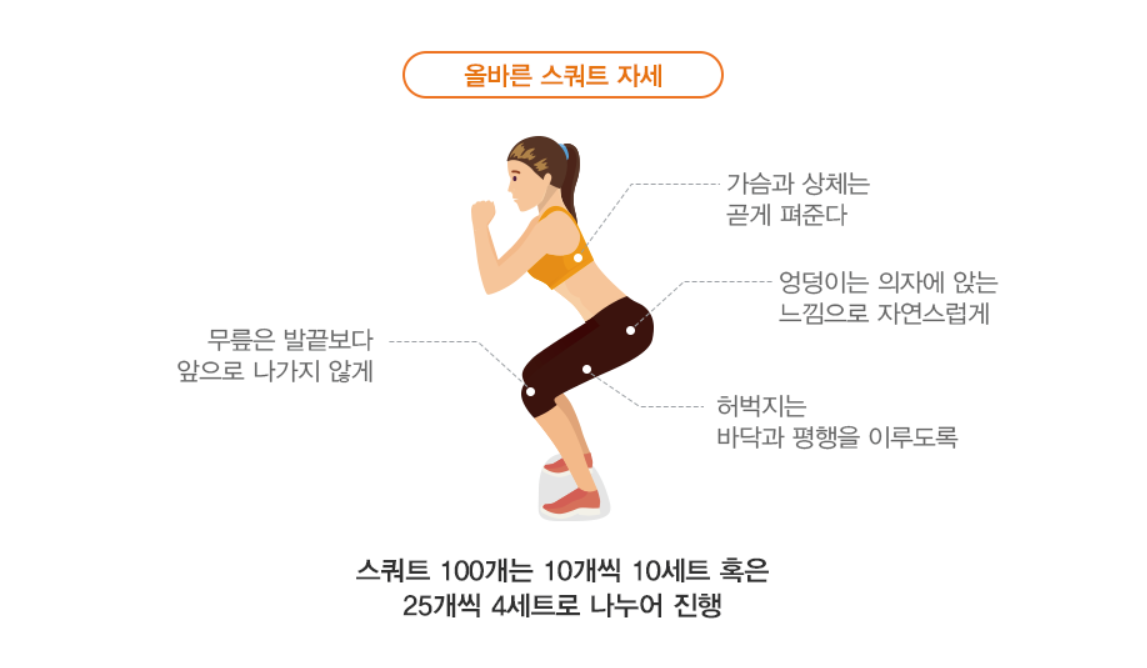 올바른 스쿼트 자세
가슴과 상체는
곧게 펴준다
엉덩이는 의자에 앉는
느낌으로 자연스럽게
무릎은 발끝보다
앞으로 나가지 않게
허벅지는
바닥과 평행을 이루도록
스쿼트 100개는 10개씩 10세트 혹은
25개씩 4세트로 나누어 진행